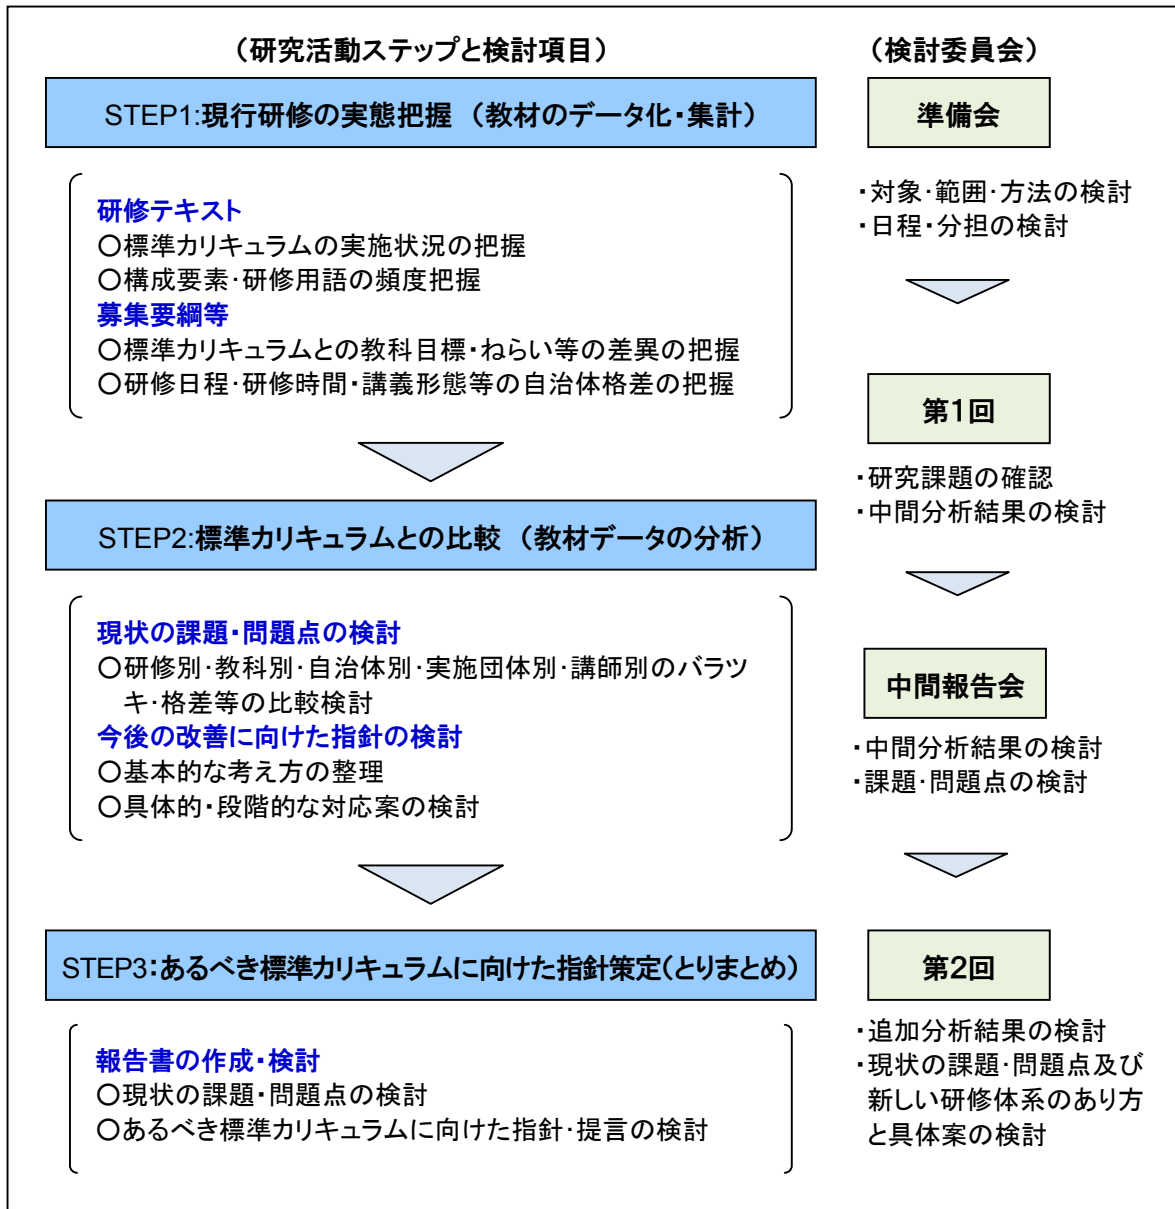 （研究活動ステップと検討項目）
STEP1:現行研修の実態把握　（教材のデータ化・集計）
研修テキスト
○標準カリキュラムの実施状況の把握
○構成要素・研修用語の頻度把握
募集要綱等
○標準カリキュラムとの教科目標・ねらい等の差異の把握
○研修日程・研修時間・講義形態等の自治体格差の把握
STEP2:標準カリキュラムとの比較　（教材データの分析）
現状の課題・問題点の検討
○研修別・教科別・自治体別・実施団体別・講師別のバラツ
キ・格差等の比較検討
今後の改善に向けた指針の検討
○基本的な考え方の整理
○具体的・段階的な対応案の検討
STEP3:あるべき標準カリキュラムに向けた指針策定（とりまとめ）
報告書の作成・検討
○現状の課題・問題点の検討
○あるべき標準カリキュラムに向けた指針・提言の検討
（検討委員会）
準備会
・対象・範囲・方法の検討
・日程・分担の検討
第１回
・研究課題の確認
・中間分析結果の検討
中間報告会
・中間分析結果の検討
・課題・問題点の検討
第２回
・追加分析結果の検討
・現状の課題・問題点及び
新しい研修体系のあり方
と具体案の検討